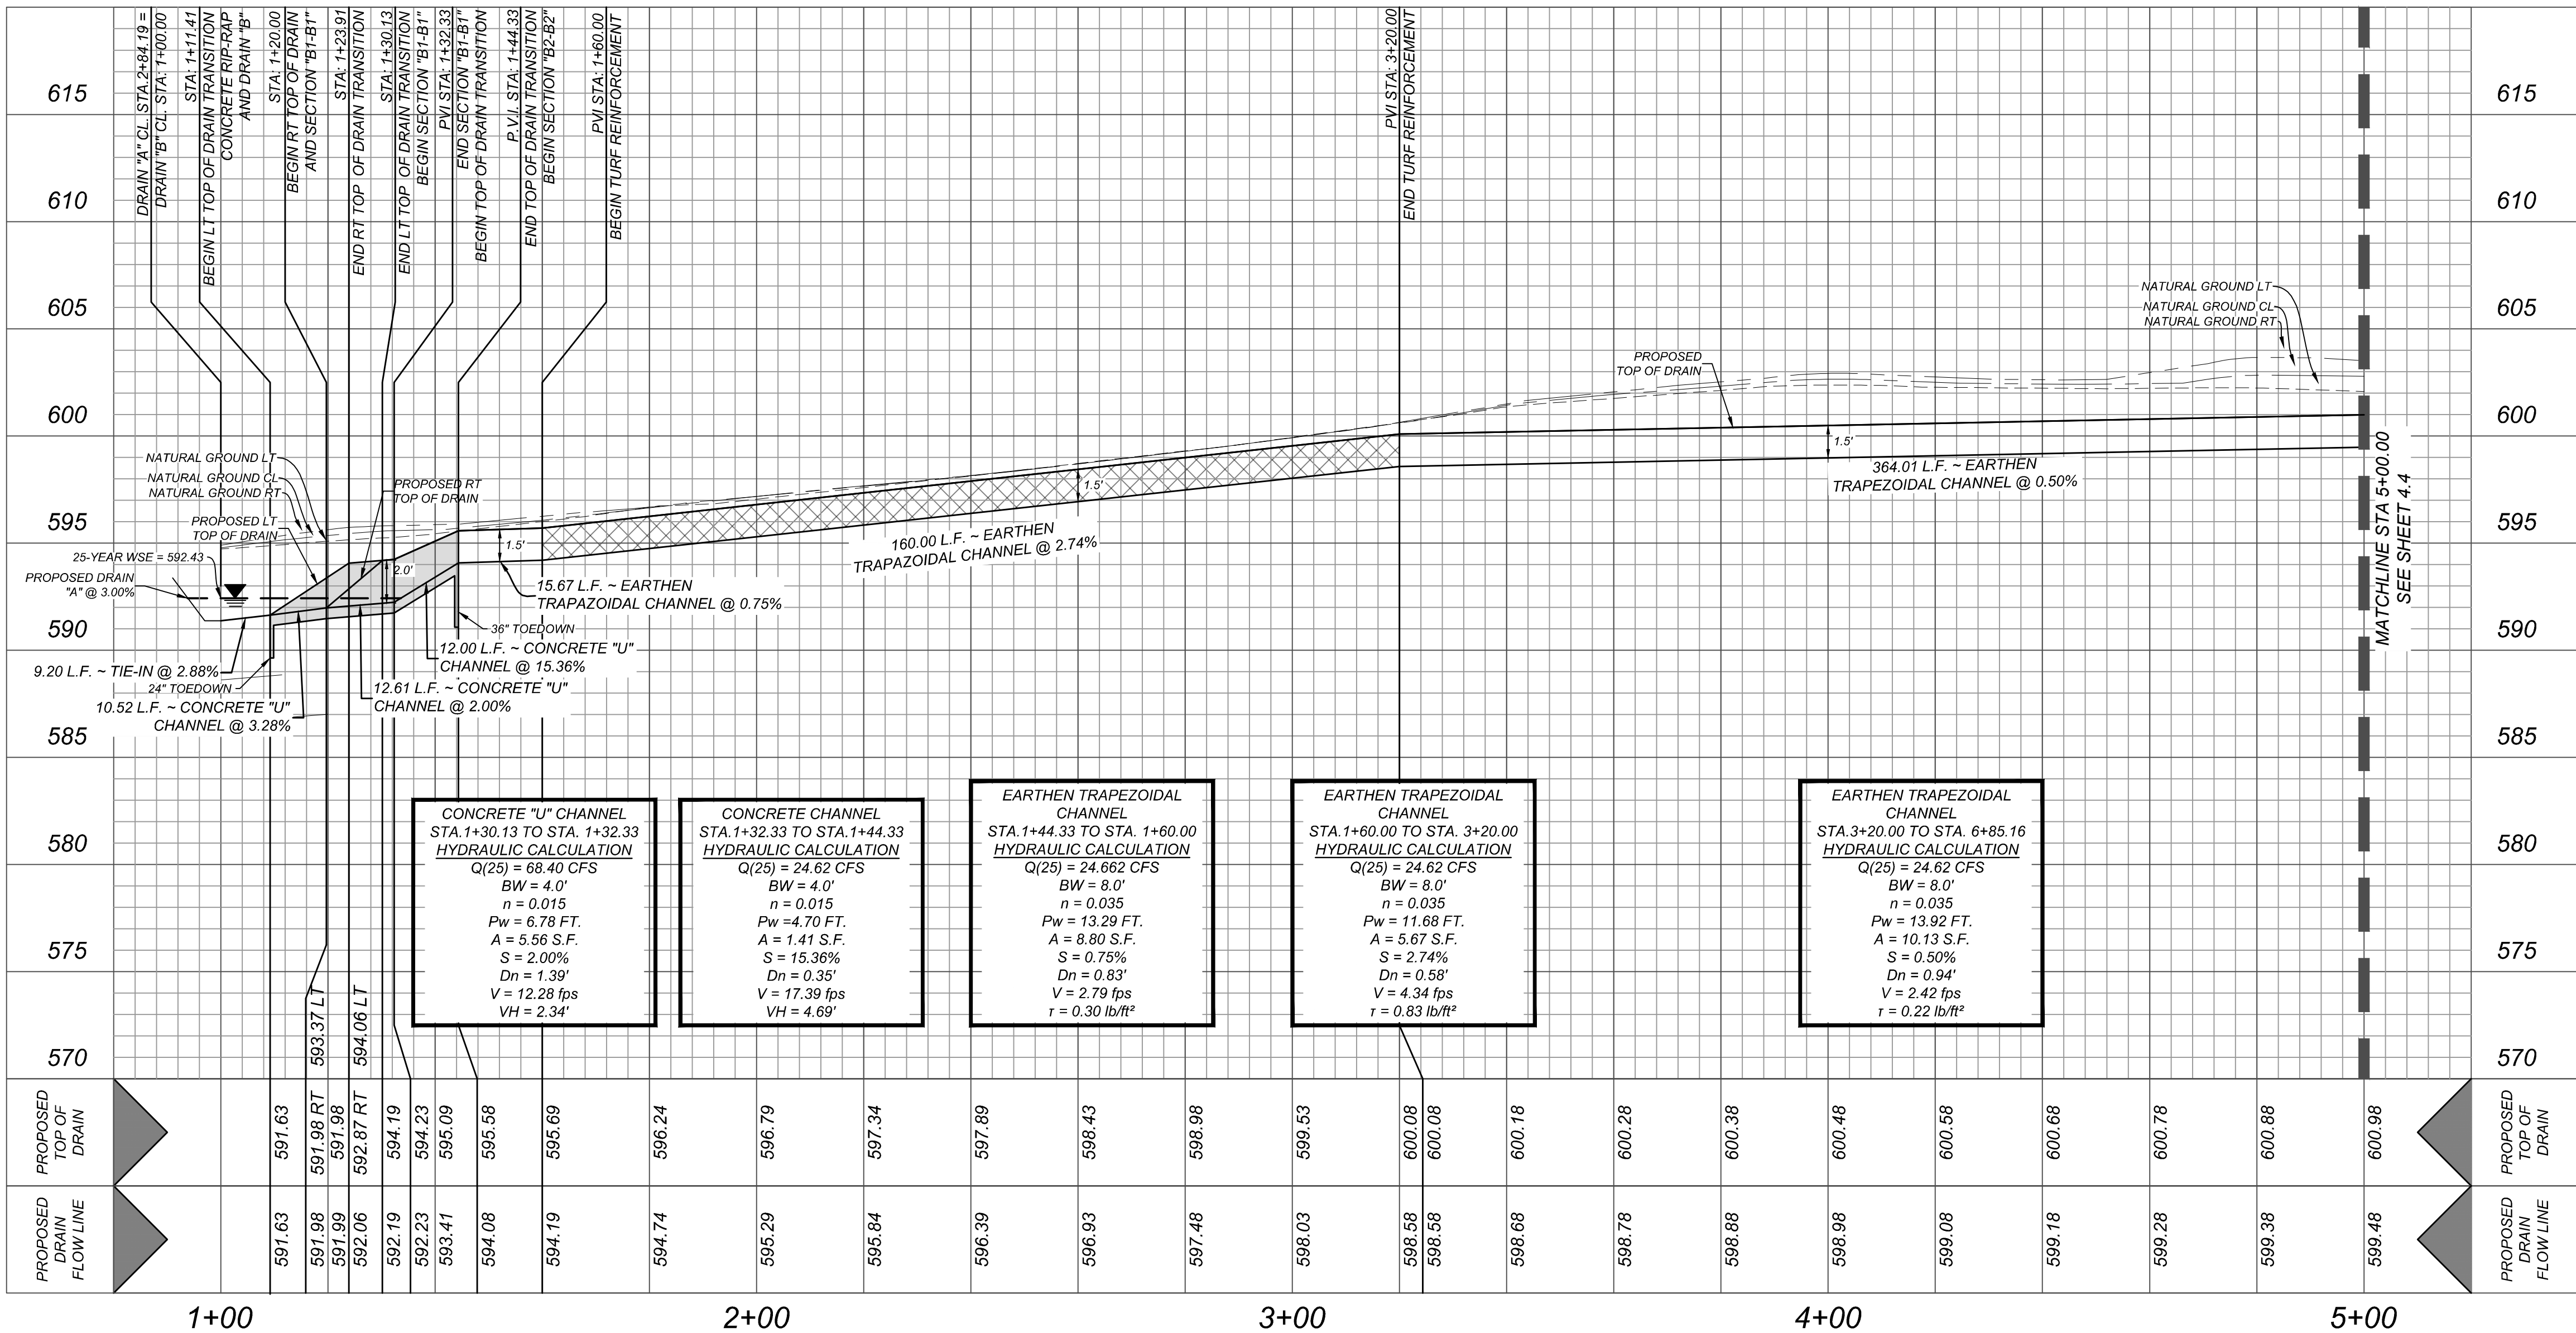 DRAIN "A" CL. STA.2+84.19 =
DRAIN "B" CL. STA: 1+00.00
STA: 1+11.41
BEGIN LT TOP OF DRAIN TRANSITION
CONCRETE RIP-RAP
AND DRAIN "B"
STA: 1+20.00
BEGIN RT TOP OF DRAIN
AND SECTION "B1-B1"
STA: 1+23.91
END RT TOP OF DRAIN TRANSITION
STA: 1+30.13
END LT TOP OF DRAIN TRANSITION
BEGIN SECTION "B1-B1"
PVI STA: 1+32.33
END SECTION "B1-B1"
BEGIN TOP OF DRAIN TRANSITION
P.V.I. STA: 1+44.33
END TOP OF DRAIN TRANSITION
BEGIN SECTION "B2-B2"
PVI STA: 1+60.00
BEGIN TURF REINFORCEMENT
PVI STA: 3+20.00
END TURF REINFORCEMENT
615
610
605
600
595
590
585
580
575
570
615
610
605
600
595
590
585
580
575
570
NATURAL GROUND LT
NATURAL GROUND CL
NATURAL GROUND RT
PROPOSED
TOP OF DRAIN
1.5'
364.01 L.F. ~ EARTHEN
TRAPEZOIDAL CHANNEL @ 0.50%
MATCHLINE STA 5+00.00
SEE SHEET 4.4
NATURAL GROUND LT
NATURAL GROUND CL
NATURAL GROUND RT
PROPOSED LT
TOP OF DRAIN
PROPOSED RT
TOP OF DRAIN
25-YEAR WSE = 592.43
PROPOSED DRAIN
"A" @ 3.00%
2.0'
1.5'
1.5'
160.00 L.F. ~ EARTHEN
TRAPAZOIDAL CHANNEL @ 2.74%
15.67 L.F. ~ EARTHEN
TRAPAZOIDAL CHANNEL @ 0.75%
36" TOEDOWN
12.00 L.F. ~ CONCRETE "U"
CHANNEL @ 15.36%
9.20 L.F. ~ TIE-IN @ 2.88%
24" TOEDOWN
12.61 L.F. ~ CONCRETE "U"
CHANNEL @ 2.00%
10.52 L.F. ~ CONCRETE "U"
CHANNEL @ 3.28%
CONCRETE "U" CHANNEL
STA.1+30.13 TO STA. 1+32.33
HYDRAULIC CALCULATION
Q(25) = 68.40 CFS
BW = 4.0'
n = 0.015
Pw = 6.78 FT.
A = 5.56 S.F.
S = 2.00%
Dn = 1.39'
V = 12.28 fps
VH = 2.34'
CONCRETE CHANNEL
STA.1+32.33 TO STA.1+44.33
HYDRAULIC CALCULATION
Q(25) = 24.62 CFS
BW = 4.0'
n = 0.015
Pw =4.70 FT.
A = 1.41 S.F.
S = 15.36%
Dn = 0.35'
V = 17.39 fps
VH = 4.69'
EARTHEN TRAPEZOIDAL
CHANNEL
STA.1+44.33 TO STA. 1+60.00
HYDRAULIC CALCULATION
Q(25) = 24.662 CFS
BW = 8.0'
n = 0.035
Pw = 13.29 FT.
A = 8.80 S.F.
S = 0.75%
Dn = 0.83'
V = 2.79 fps
τ = 0.30 lb/ft²
EARTHEN TRAPEZOIDAL
CHANNEL
STA.1+60.00 TO STA. 3+20.00
HYDRAULIC CALCULATION
Q(25) = 24.62 CFS
BW = 8.0'
n = 0.035
Pw = 11.68 FT.
A = 5.67 S.F.
S = 2.74%
Dn = 0.58'
V = 4.34 fps
τ = 0.83 lb/ft²
EARTHEN TRAPEZOIDAL
CHANNEL
STA.3+20.00 TO STA. 6+85.16
HYDRAULIC CALCULATION
Q(25) = 24.62 CFS
BW = 8.0'
n = 0.035
Pw = 13.92 FT.
A = 10.13 S.F.
S = 0.50%
Dn = 0.94'
V = 2.42 fps
τ = 0.22 lb/ft²
593.37 LT
594.06 LT
PROPOSED
TOP OF
DRAIN
591.63
591.98 RT
591.98
592.87 RT
594.19
594.23
595.09
595.58
595.69
596.24
596.79
597.34
597.89
598.43
598.98
599.53
600.08
600.08
600.18
600.28
600.38
600.48
600.58
600.68
600.78
600.88
600.98
PROPOSED
TOP OF
DRAIN
PROPOSED
DRAIN
FLOW LINE
591.63
591.98
591.99
592.06
592.19
592.23
593.41
594.08
594.19
594.74
595.29
595.84
596.39
596.93
597.48
598.03
598.58
598.58
598.68
598.78
598.88
598.98
599.08
599.18
599.28
599.38
599.48
PROPOSED
DRAIN
FLOW LINE
1+00
2+00
3+00
4+00
5+00